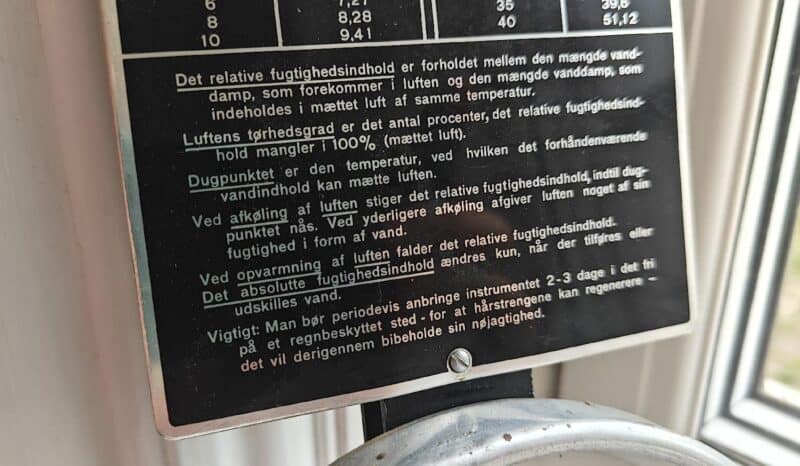 6 7,21 35 39,6
8 8,28 40 51,12
10 9,41
Det relative fugtighedsindhold er forholdet mellem den mængde vand-
damp, som forekommer i luften og den mængde vanddamp, som
indeholdes i mættet luft af samme temperatur.
Luftens tørhedsgrad er det antal procenter, det relative fugtighedsind-
hold mangler i 100% (mættet luft).
Dugpunktet er den temperatur, ved hvilken det forhåndenværende
vandindhold kan mætte luften.
Ved afkøling af luften stiger det relative fugtighedsindhold, indtil dug-
punktet nås. Ved yderligere afkøling afgiver luften noget af sin
fugtighed i form af vand.
Ved opvarmning af luften falder det relative fugtighedsindhold.
Det absolutte fugtighedsindhold ændres kun, når der tilføres eller
udskilles vand.
Vigtigt: Man bør periodevis anbringe instrumentet 2-3 dage i det fri
på et regnbeskyttet sted - for at hårstrengene kan regenerere -
det vil derigennem bibeholde sin nøjagtighed.